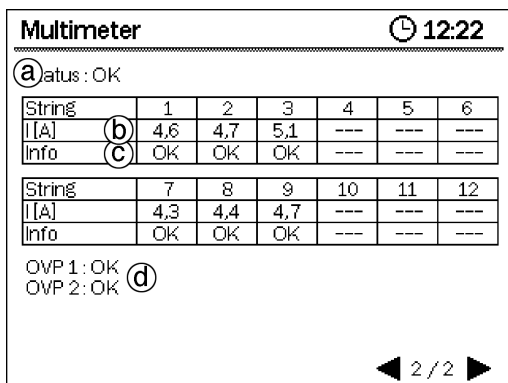 Multimeter 12:22
ⓐatus: OK
String 1 2 3 4 5 6
I [A] ⓑ 4,6 4,7 5,1 --- --- ---
Info ⓒ OK OK OK --- --- ---
String 7 8 9 10 11 12
I [A] 4,3 4,4 4,7 --- --- ---
Info OK OK OK --- --- ---
OVP 1: OK
OVP 2: OK ⓓ
◀ 2 / 2 ▶